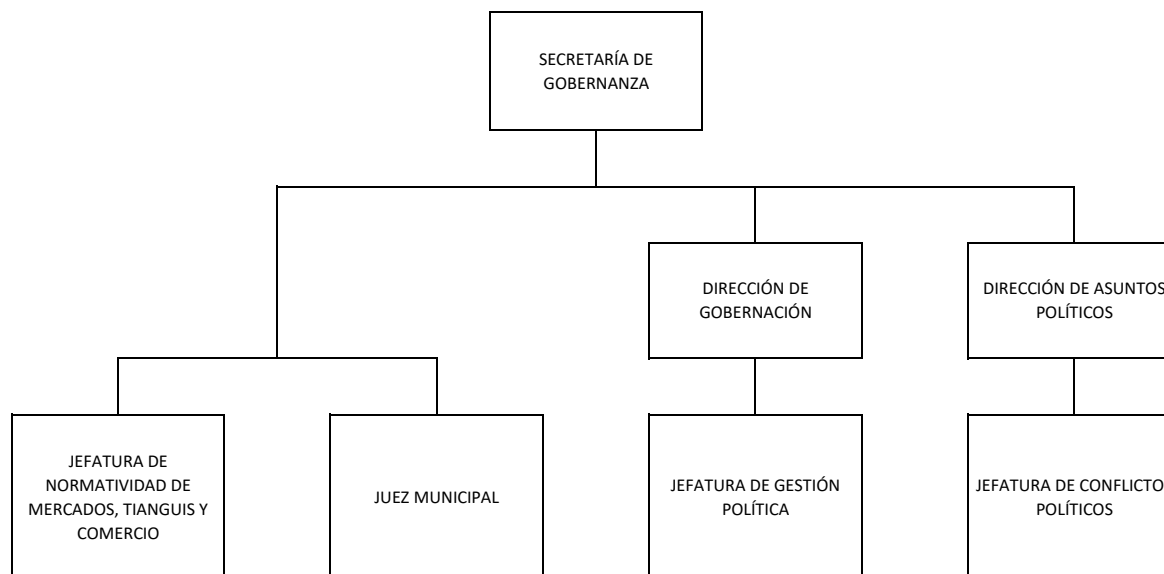 SECRETARÍA DE
GOBERNANZA
DIRECCIÓN DE
GOBERNACIÓN
DIRECCIÓN DE ASUNTOS
POLÍTICOS
JEFATURA DE
NORMATIVIDAD DE
MERCADOS, TIANGUIS Y
COMERCIO
JUEZ MUNICIPAL
JEFATURA DE GESTIÓN
POLÍTICA
JEFATURA DE CONFLICTO
POLÍTICOS